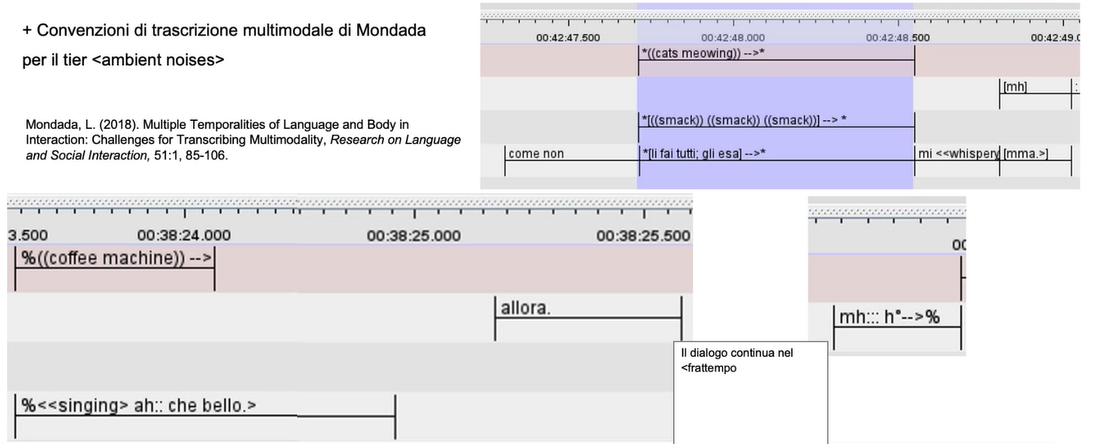 + Convenzioni di trascrizione multimodale di Mondada
per il tier <ambient noises>
Mondada, L. (2018). Multiple Temporalities of Language and Body in
Interaction: Challenges for Transcribing Multimodality, Research on Language
and Social Interaction, 51:1, 85-106.
00:42:47.500 00:42:48.000 00:42:48.500 00:42:49.0
*((cats meowing)) -->*
[mh] :
*[((smack)) ((smack)) ((smack))] --> *
come non *[li fai tutti; gli esa] -->* mi <<whispery [mma.>]
3.500 00:38:24.000 00:38:25.000 00:38:25.500
%((coffee machine)) -->
allora.
%<<singing> ah:: che bello.>
00
mh::: h°-->%
Il dialogo continua nel
<frattempo